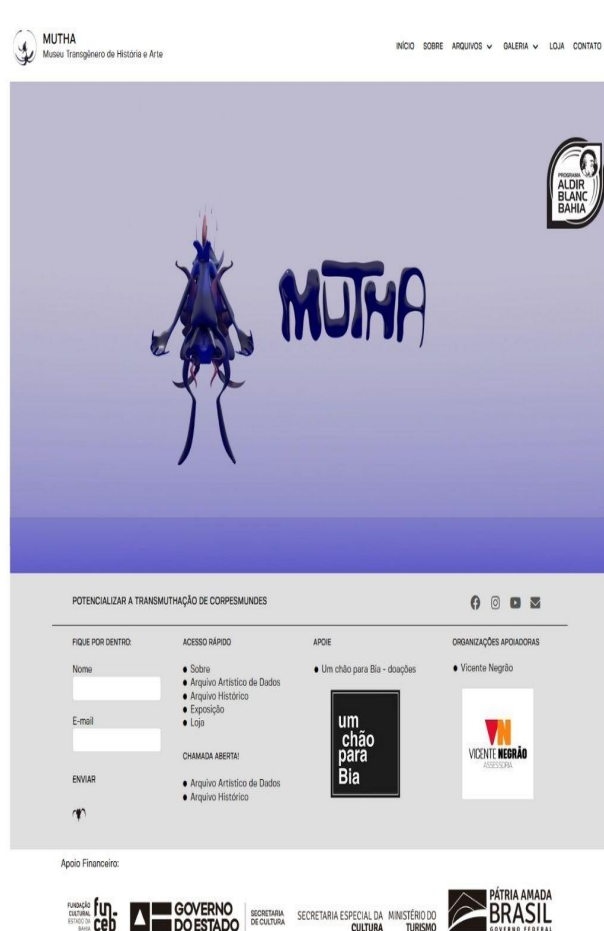 MUTHA
Museu Transgênero de História e Arte
INÍCIO SOBRE ARQUIVOS GALERIA LOJA CONTATO
PROGRAMA
ALDIR
BLANC
BAHIA
MUTHA
POTENCIALIZAR A TRANSMUTHAÇÃO DE CORPESMUNDES
FIQUE POR DENTRO:
Nome
E-mail
ENVIAR
ACESSO RÁPIDO
Sobre
Arquivo Artístico de Dados
Arquivo Histórico
Exposição
Loja
CHAMADA ABERTA!
Arquivo Artístico de Dados
Arquivo Histórico
APOIE
Um chão para Bia - doações
um
chão
para
Bia
ORGANIZAÇÕES APOIADORAS
Vicente Negrão
VN
VICENTE NEGRÃO
ASSESSORIA
Apoio Financeiro:
FUNDAÇÃO
CULTURAL
ESTADO DA
BAHIA
fun-
ceb
GOVERNO
DO ESTADO
SECRETARIA
DE CULTURA
SECRETARIA ESPECIAL DA
CULTURA
MINISTÉRIO DO
TURISMO
PÁTRIA AMADA
BRASIL
GOVERNO FEDERAL